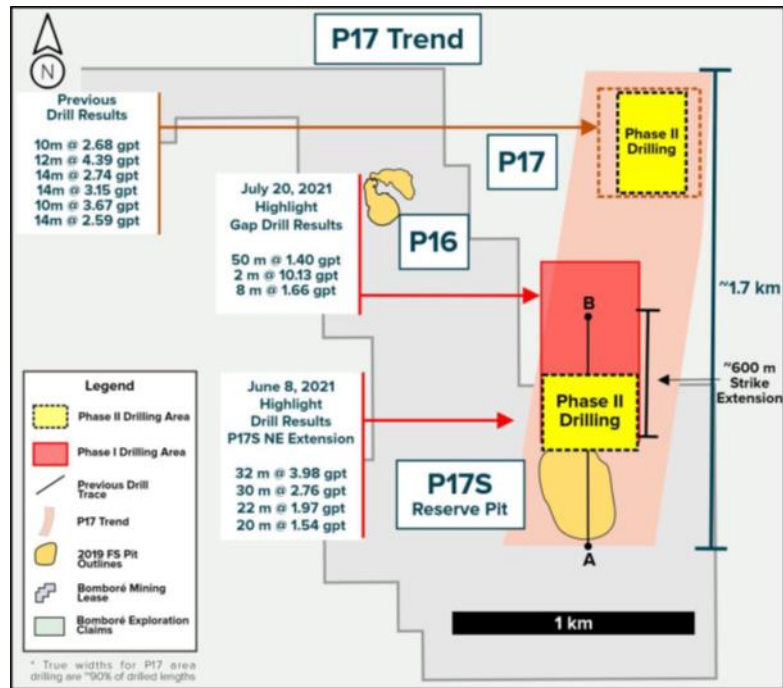 P17 Trend
N
Previous
Drill Results
10m @ 2.68 gpt
12m @ 4.39 gpt
14m @ 2.74 gpt
14m @ 3.15 gpt
10m @ 3.67 gpt
14m @ 2.59 gpt
Phase II
Drilling
P17
July 20, 2021
Highlight
Gap Drill Results
50 m @ 1.40 gpt
2 m @ 10.13 gpt
8 m @ 1.66 gpt
P16
B
~1.7 km
~600 m
Strike
Extension
June 8, 2021
Highlight
Drill Results
P17S NE Extension
32 m @ 3.98 gpt
30 m @ 2.76 gpt
22 m @ 1.97 gpt
20 m @ 1.54 gpt
Phase II
Drilling
P17S
Reserve Pit
A
1 km
Legend
Phase II Drilling Area
Phase I Drilling Area
Previous Drill
Trace
P17 Trend
2019 FS Pit
Outlines
Bomboré Mining
Lease
Bomboré Exploration
Claims
* True widths for P17 area
drilling are ~90% of drilled lengths